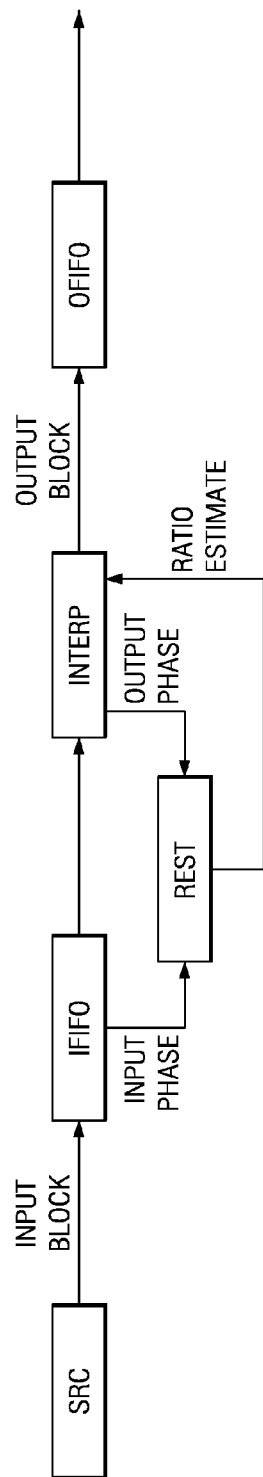 SRC
INPUT
BLOCK
IFIFO
INPUT
PHASE
REST
INTERP
OUTPUT
PHASE
RATIO
ESTIMATE
OUTPUT
BLOCK
OFIFO